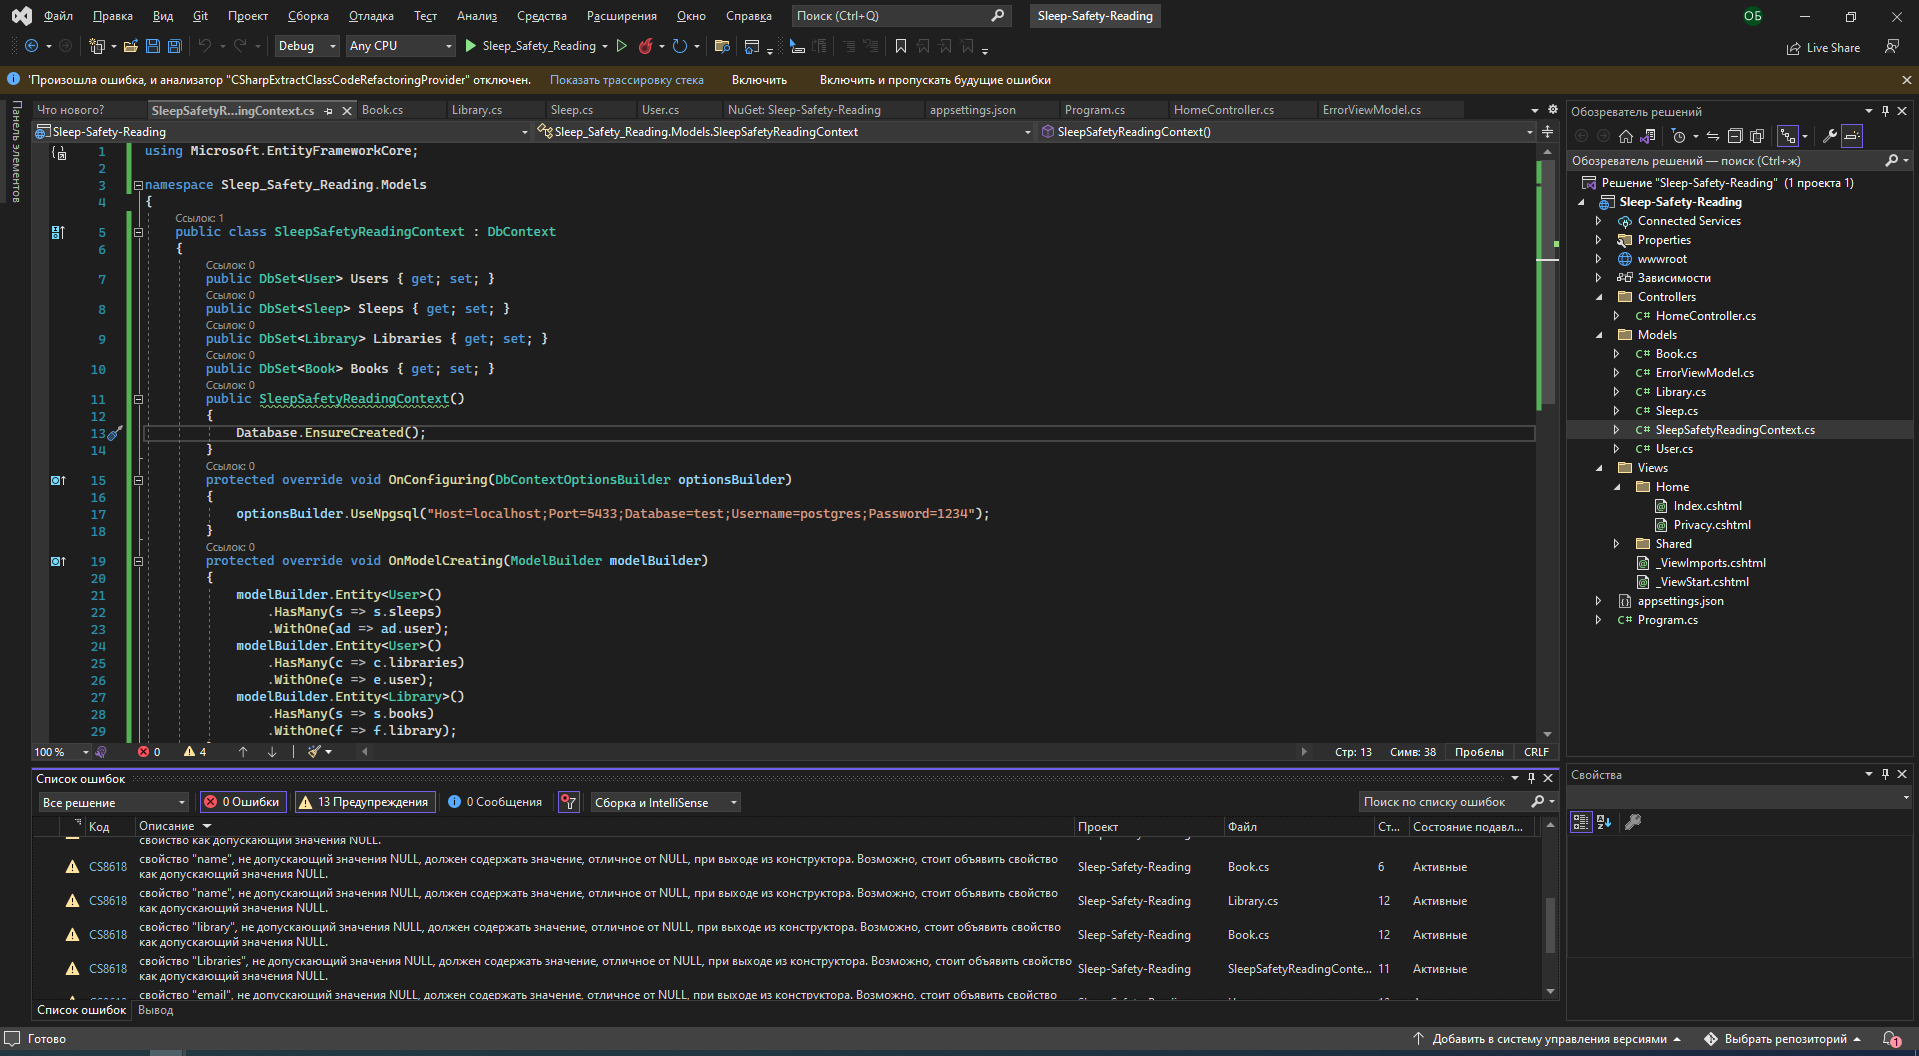 Файл Правка Вид Git Проект Сборка Отладка Тест Анализ Средства Расширения Окно Справка Поиск (Ctrl+Q) Sleep-Safety-Reading ОБ
Debug Any CPU Sleep_Safety_Reading Live Share
'Произошла ошибка, и анализатор "CSharpExtractClassCodeRefactoringProvider" отключен. Показать трассировку стека Включить Включить и пропускать будущие ошибки
Панель элементов
Что нового? SleepSafetyR...ingContext.cs Book.cs Library.cs Sleep.cs User.cs NuGet: Sleep-Safety-Reading appsettings.json Program.cs HomeController.cs ErrorViewModel.cs
Sleep-Safety-Reading Sleep_Safety_Reading.Models.SleepSafetyReadingContext SleepSafetyReadingContext()
1 using Microsoft.EntityFrameworkCore;
2
3 namespace Sleep_Safety_Reading.Models
4 {
Ссылок: 1
5 public class SleepSafetyReadingContext : DbContext
6 {
Ссылок: 0
7 public DbSet<User> Users { get; set; }
Ссылок: 0
8 public DbSet<Sleep> Sleeps { get; set; }
Ссылок: 0
9 public DbSet<Library> Libraries { get; set; }
Ссылок: 0
10 public DbSet<Book> Books { get; set; }
Ссылок: 0
11 public SleepSafetyReadingContext()
12 {
13 Database.EnsureCreated();
14 }
Ссылок: 0
15 protected override void OnConfiguring(DbContextOptionsBuilder optionsBuilder)
16 {
17 optionsBuilder.UseNpgsql("Host=localhost;Port=5433;Database=test;Username=postgres;Password=1234");
18 }
Ссылок: 0
19 protected override void OnModelCreating(ModelBuilder modelBuilder)
20 {
21 modelBuilder.Entity<User>()
22 .HasMany(s => s.sleeps)
23 .WithOne(ad => ad.user);
24 modelBuilder.Entity<User>()
25 .HasMany(c => c.libraries)
26 .WithOne(e => e.user);
27 modelBuilder.Entity<Library>()
28 .HasMany(s => s.books)
29 .WithOne(f => f.library);
100 % 0 4 Стр: 13 Симв: 38 Пробелы CRLF
Список ошибок
Все решение 0 Ошибки 13 Предупреждения 0 Сообщения Сборка и IntelliSense Поиск по списку ошибок
Код Описание Проект Файл Ст... Состояние подавл...
свойство как допускающий значения NULL.
CS8618 свойство "name", не допускающий значения NULL, должен содержать значение, отличное от NULL, при выходе из конструктора. Возможно, стоит объявить свойство Sleep-Safety-Reading Book.cs 6 Активные
как допускающий значения NULL.
CS8618 свойство "name", не допускающий значения NULL, должен содержать значение, отличное от NULL, при выходе из конструктора. Возможно, стоит объявить свойство Sleep-Safety-Reading Library.cs 12 Активные
как допускающий значения NULL.
CS8618 свойство "library", не допускающий значения NULL, должен содержать значение, отличное от NULL, при выходе из конструктора. Возможно, стоит объявить свойство Sleep-Safety-Reading Book.cs 12 Активные
как допускающий значения NULL.
CS8618 свойство "Libraries", не допускающий значения NULL, должен содержать значение, отличное от NULL, при выходе из конструктора. Возможно, стоит объявить свойство Sleep-Safety-Reading SleepSafetyReadingConte... 11 Активные
как допускающий значения NULL.
свойство "email", не допускающий значения NULL, должен содержать значение, отличное от NULL, при выходе из конструктора. Возможно, стоит объявить свойство
Список ошибок Вывод
Обозреватель решений
Обозреватель решений — поиск (Ctrl+ж)
Решение "Sleep-Safety-Reading" (1 проекта 1)
Sleep-Safety-Reading
Connected Services
Properties
wwwroot
Зависимости
Controllers
C# HomeController.cs
Models
C# Book.cs
C# ErrorViewModel.cs
C# Library.cs
C# Sleep.cs
C# SleepSafetyReadingContext.cs
C# User.cs
Views
Home
Index.cshtml
Privacy.cshtml
Shared
_ViewImports.cshtml
_ViewStart.cshtml
appsettings.json
C# Program.cs
Свойства
Готово Добавить в систему управления версиями Выбрать репозиторий 1